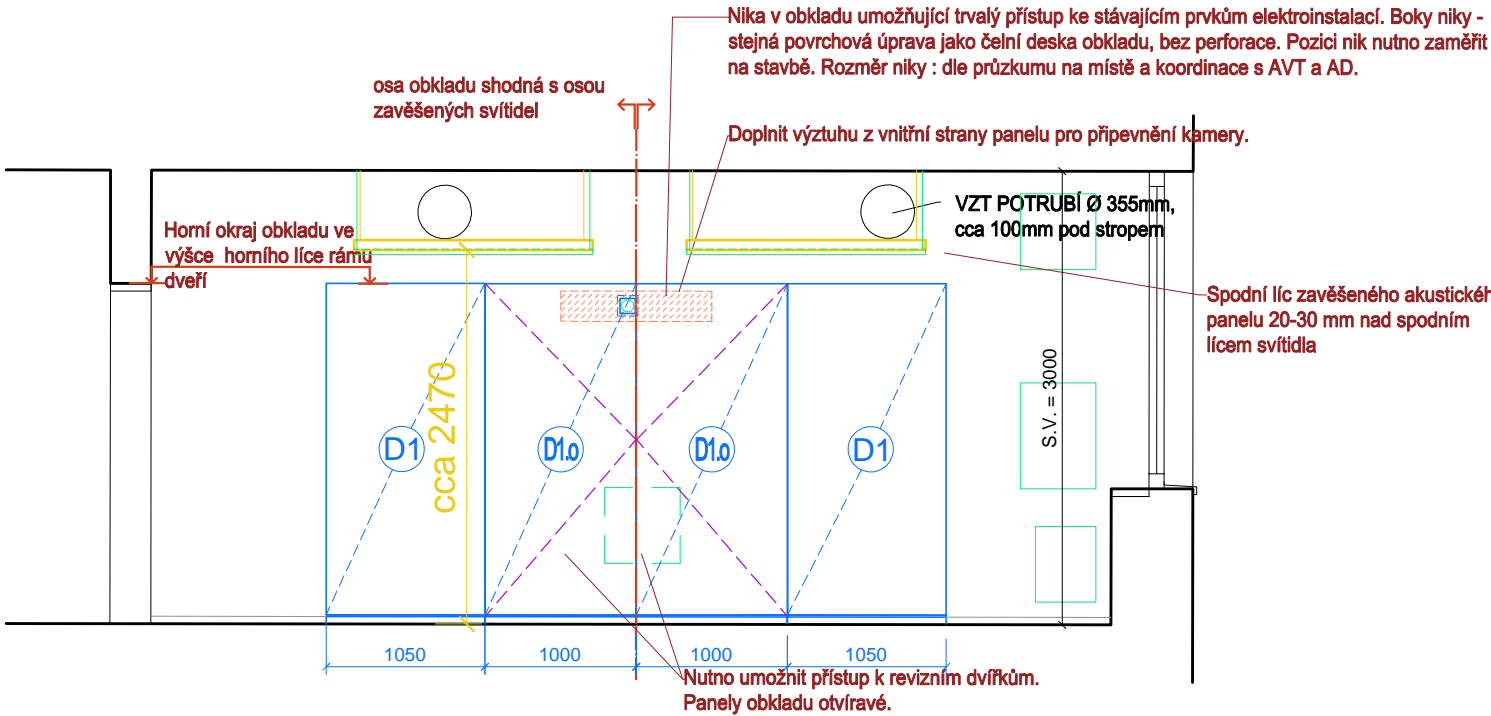 Nika v obkladu umožňující trvalý přístup ke stávajícím prvkům elektroinstalací. Boky niky -
stejná povrchová úprava jako čelní deska obkladu, bez perforace. Pozici nik nutno zaměřit
na stavbě. Rozměr niky : dle průzkumu na místě a koordinace s AVT a AD.
osa obkladu shodná s osou
zavěšených svítidel
Doplnit výztuhu z vnitřní strany panelu pro připevnění kamery.
VZT POTRUBÍ Ø 355mm,
cca 100mm pod stropem
Horní okraj obkladu ve
výšce horního líce rámu
dveří
Spodní líc zavěšeného akustickéh
panelu 20-30 mm nad spodním
lícem svítidla
cca 2470
S.V. = 3000
D1
D1.o
D1.o
D1
1050
1000
1000
1050
Nutno umožnit přístup k revizním dvířkům.
Panely obkladu otvíravé.